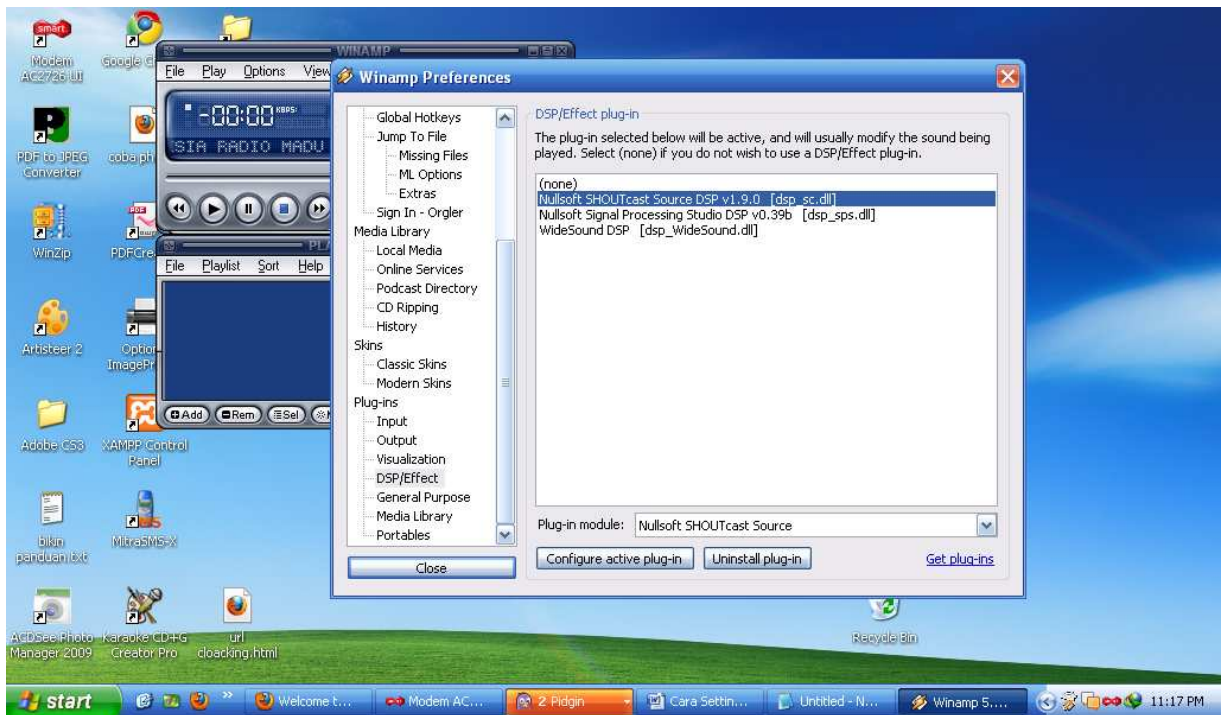 smart
Modem
AC2726 UI
Google C
PDF to JPEG
Converter
coba ph
WinZip
PDFCre
Artisteer 2
Option
ImagePr
Adobe CS3
XAMPP Control
Panel
bikin
panduan.txt
MitraSMS-X
ACDSee Photo
Manager 2009
Karaoke CD+G
Creator Pro
url
cloacking.html
Recycle Bin
WINAMP
File Play Options View
-00:00 KBPS:
SIA RADIO MADU
PL
File Playlist Sort Help
Add Rem Sel
Winamp Preferences
Global Hotkeys
Jump To File
Missing Files
ML Options
Extras
Sign In - Orgler
Media Library
Local Media
Online Services
Podcast Directory
CD Ripping
History
Skins
Classic Skins
Modern Skins
Plug-ins
Input
Output
Visualization
DSP/Effect
General Purpose
Media Library
Portables
Close
DSP/Effect plug-in
The plug-in selected below will be active, and will usually modify the sound being
played. Select (none) if you do not wish to use a DSP/Effect plug-in.
(none)
Nullsoft SHOUTcast Source DSP v1.9.0 [dsp_sc.dll]
Nullsoft Signal Processing Studio DSP v0.39b [dsp_sps.dll]
WideSound DSP [dsp_WideSound.dll]
Plug-in module: Nullsoft SHOUTcast Source
Configure active plug-in Uninstall plug-in Get plug-ins
start
Welcome t...
Modem AC...
2 Pidgin
Cara Settin...
Untitled - N...
Winamp 5....
11:17 PM